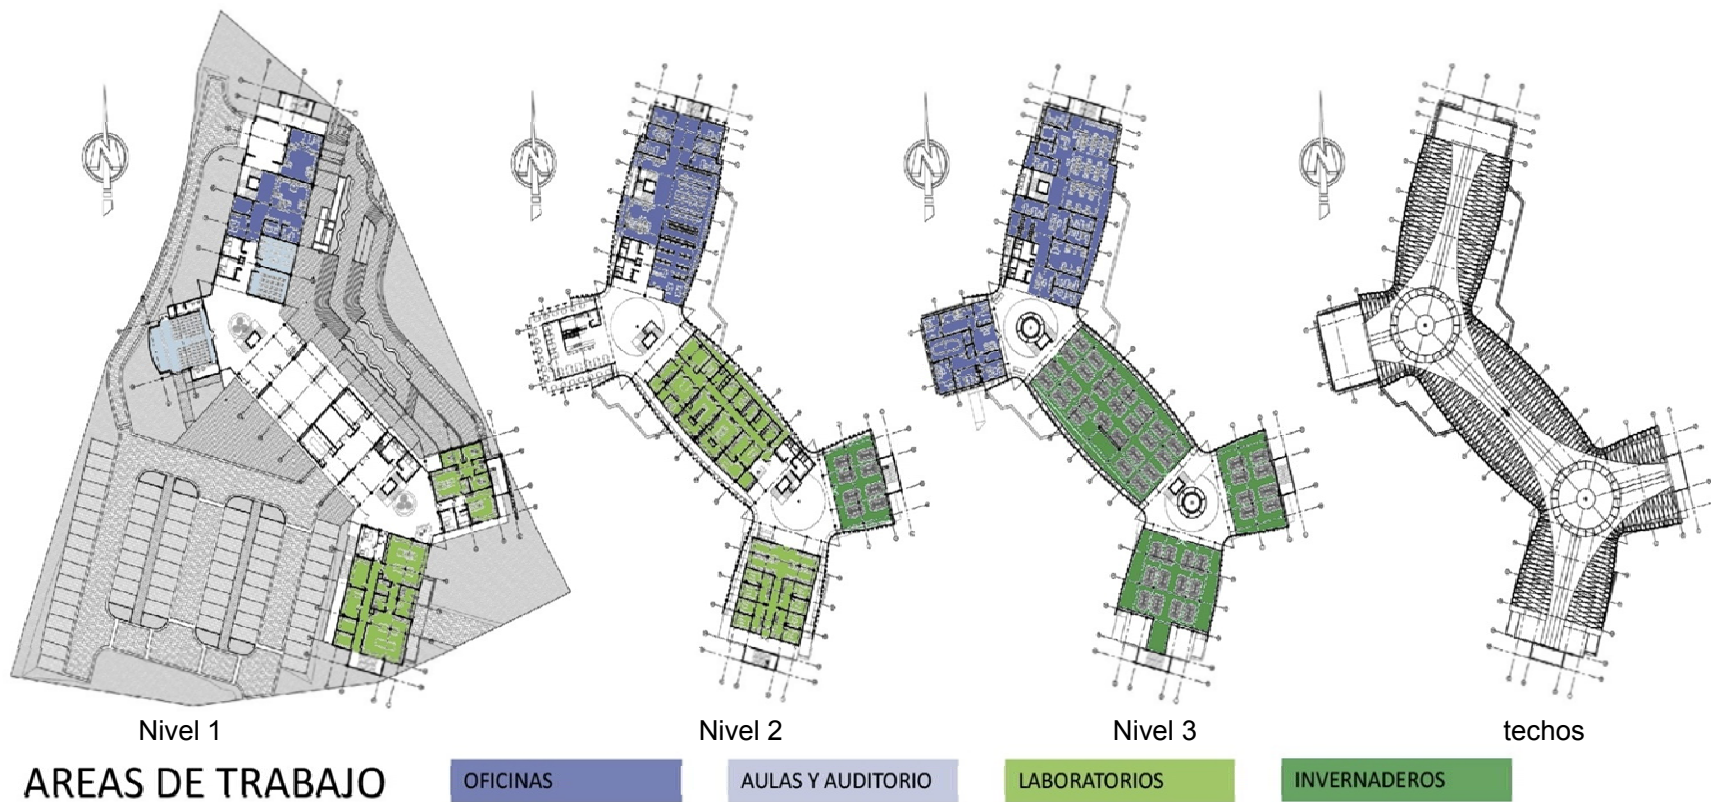 N
N
N
N
Nivel 1
Nivel 2
Nivel 3
techos
AREAS DE TRABAJO
OFICINAS
AULAS Y AUDITORIO
LABORATORIOS
INVERNADEROS